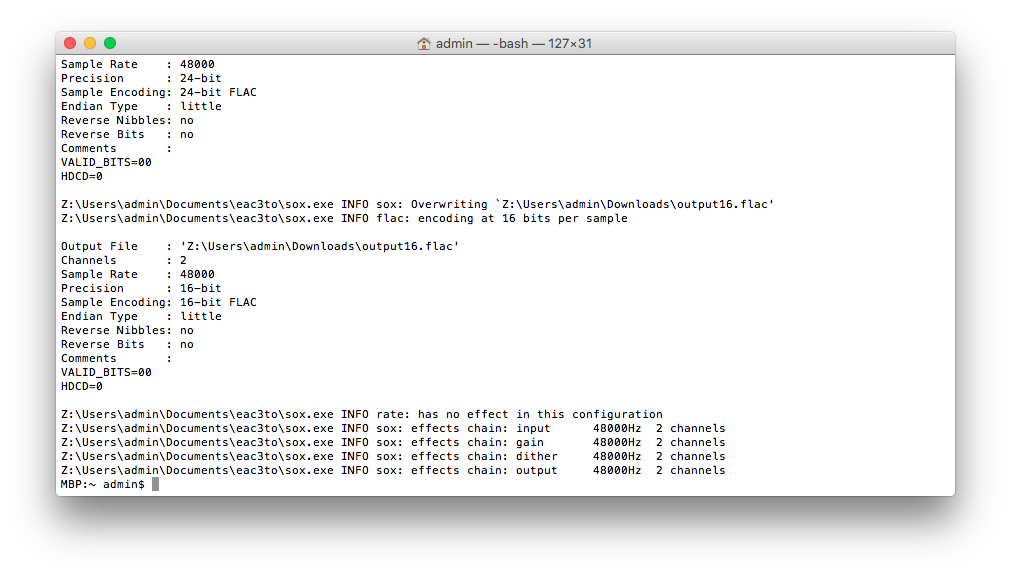 admin — -bash — 127×31
Sample Rate    : 48000
Precision      : 24-bit
Sample Encoding: 24-bit FLAC
Endian Type    : little
Reverse Nibbles: no
Reverse Bits   : no
Comments       :
VALID_BITS=00
HDCD=0
Z:\Users\admin\Documents\eac3to\sox.exe INFO sox: Overwriting `Z:\Users\admin\Downloads\output16.flac'
Z:\Users\admin\Documents\eac3to\sox.exe INFO flac: encoding at 16 bits per sample
Output File    : 'Z:\Users\admin\Downloads\output16.flac'
Channels       : 2
Sample Rate    : 48000
Precision      : 16-bit
Sample Encoding: 16-bit FLAC
Endian Type    : little
Reverse Nibbles: no
Reverse Bits   : no
Comments       :
VALID_BITS=00
HDCD=0
Z:\Users\admin\Documents\eac3to\sox.exe INFO rate: has no effect in this configuration
Z:\Users\admin\Documents\eac3to\sox.exe INFO sox: effects chain: input      48000Hz  2 channels
Z:\Users\admin\Documents\eac3to\sox.exe INFO sox: effects chain: gain       48000Hz  2 channels
Z:\Users\admin\Documents\eac3to\sox.exe INFO sox: effects chain: dither     48000Hz  2 channels
Z:\Users\admin\Documents\eac3to\sox.exe INFO sox: effects chain: output     48000Hz  2 channels
MBP:~ admin$